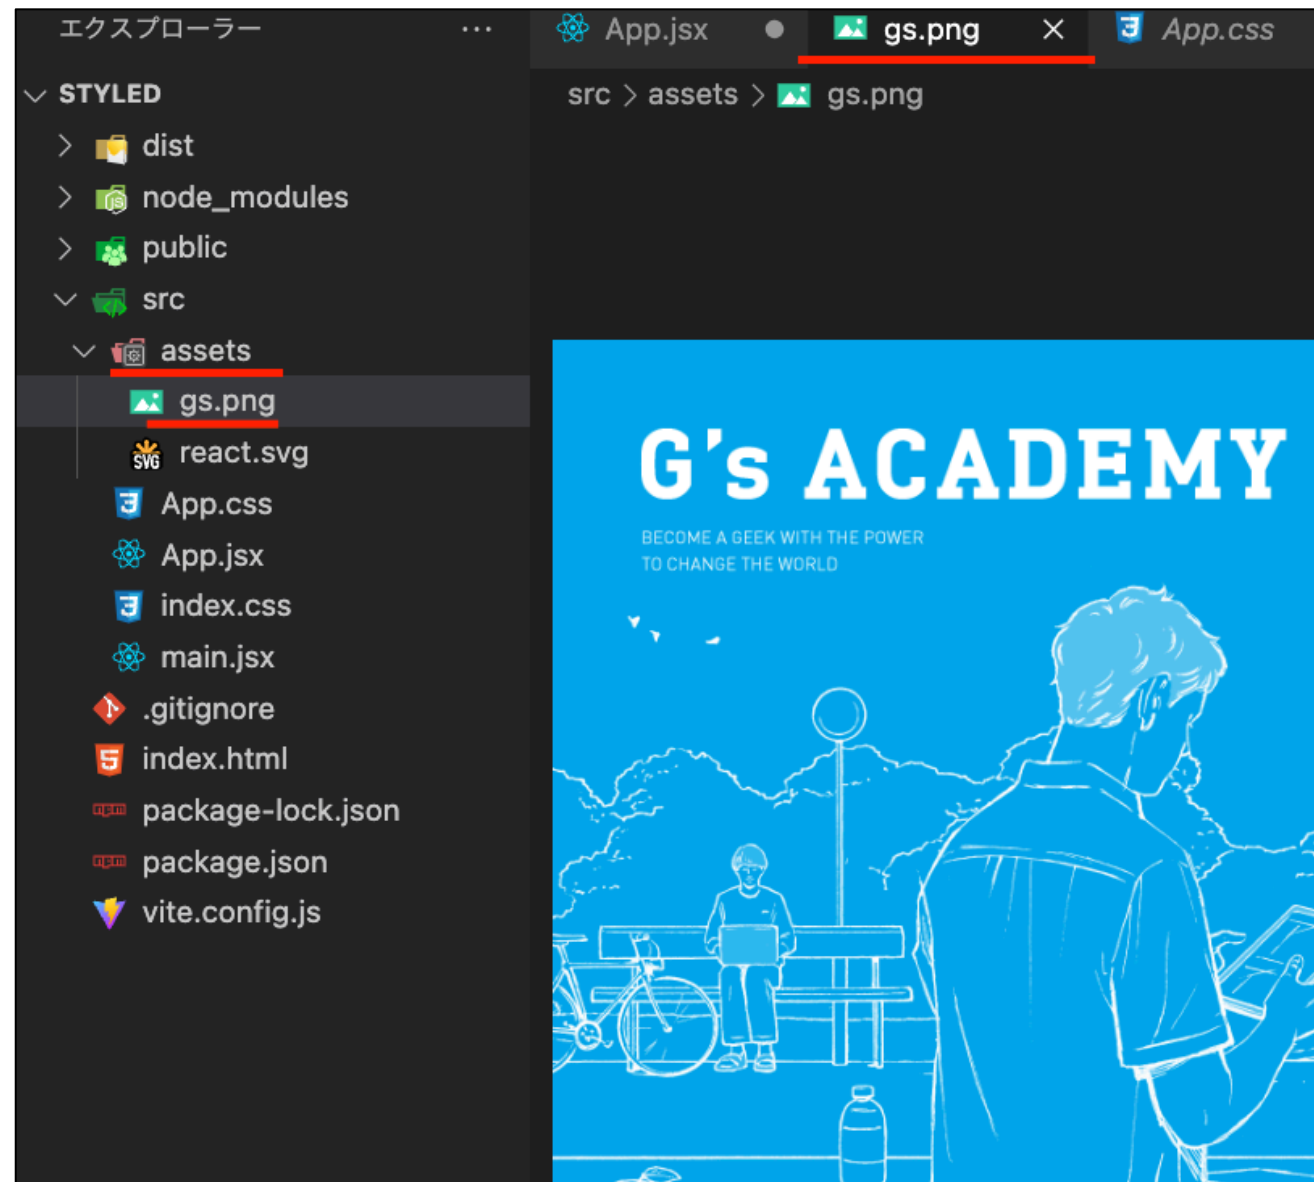 エクスプローラー
STYLED
dist
node_modules
public
src
assets
gs.png
react.svg
App.css
App.jsx
index.css
main.jsx
.gitignore
index.html
package-lock.json
package.json
vite.config.js
App.jsx
gs.png
App.css
src > assets > gs.png
G's ACADEMY
BECOME A GEEK WITH THE POWER
TO CHANGE THE WORLD